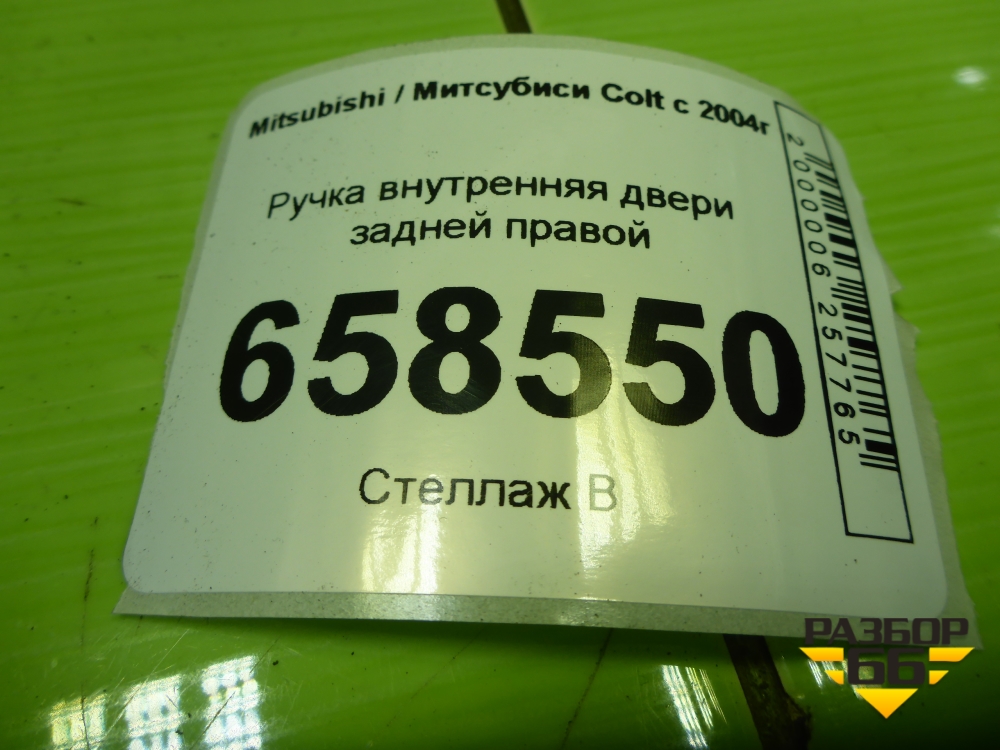 Mitsubishi / Митсубиси Colt с 2004г
Ручка внутренняя двери
задней правой
658550
Стеллаж В
2000006257765
РАЗБОР
66